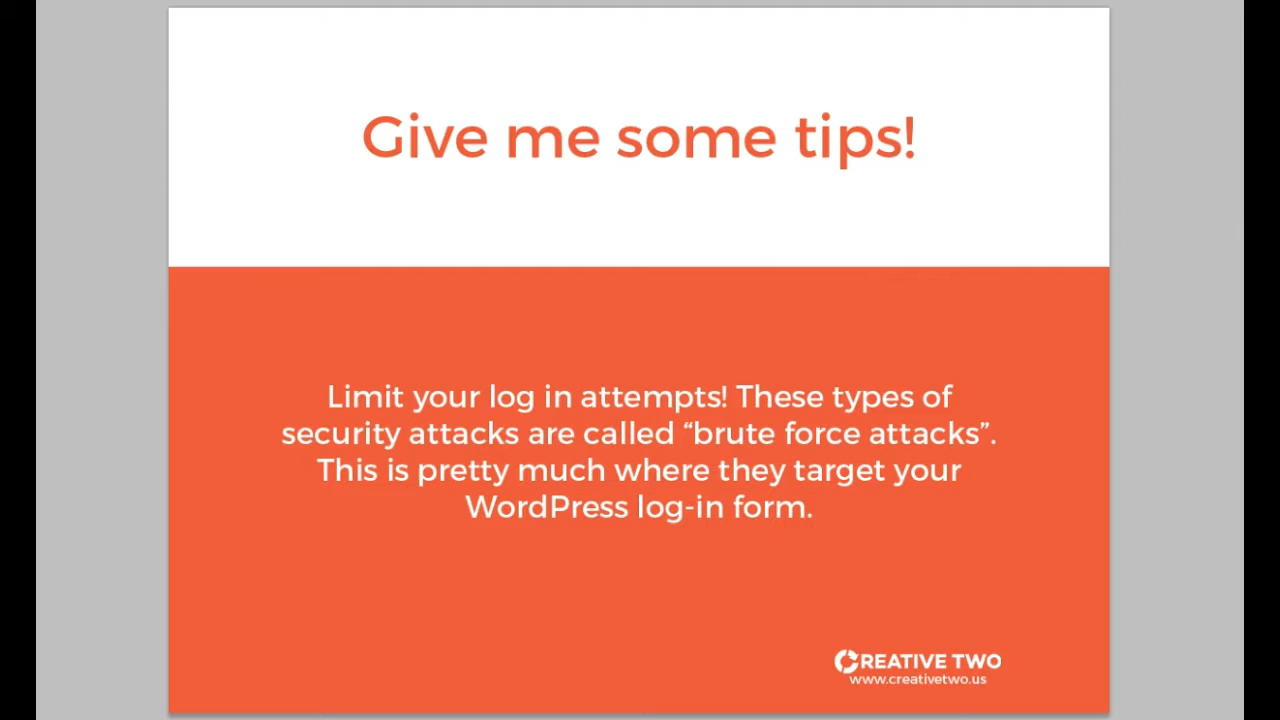 Give me some tips!
Limit your log in attempts! These types of
security attacks are called “brute force attacks”.
This is pretty much where they target your
WordPress log-in form.
CREATIVE TWO
www.creativetwo.us